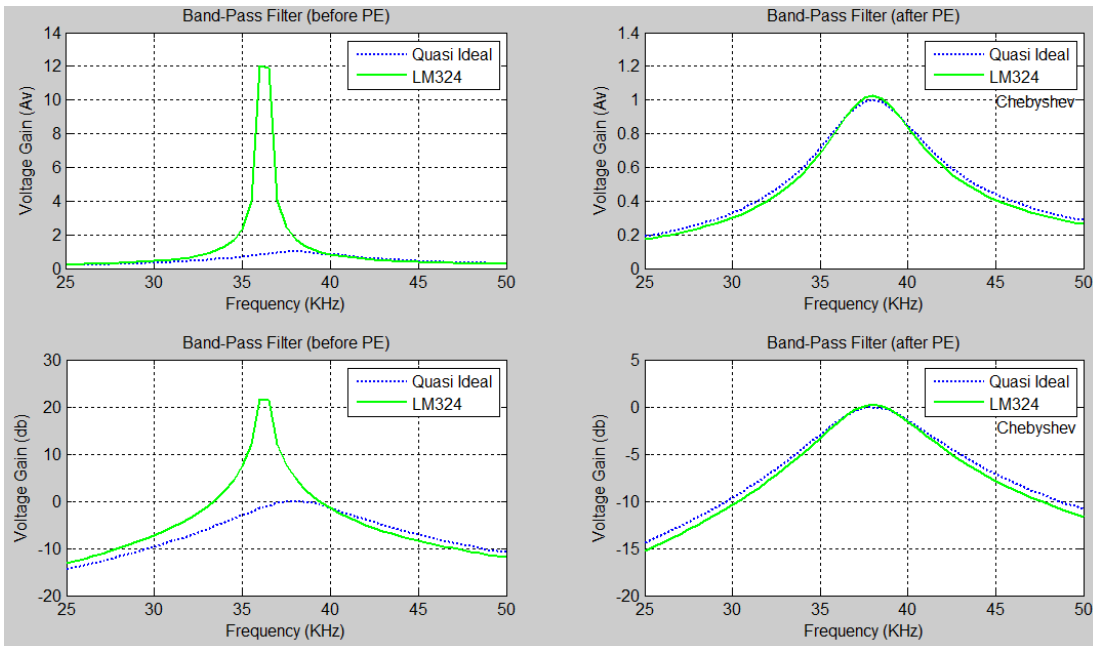 Band-Pass Filter (before PE)
14
12
10
8
6
4
2
0
Voltage Gain (Av)
Quasi Ideal
LM324
25 30 35 40 45 50
Frequency (KHz)
Band-Pass Filter (after PE)
1.4
1.2
1
0.8
0.6
0.4
0.2
0
Voltage Gain (Av)
Quasi Ideal
LM324
Chebyshev
25 30 35 40 45 50
Frequency (KHz)
Band-Pass Filter (before PE)
30
20
10
0
-10
-20
Voltage Gain (db)
Quasi Ideal
LM324
25 30 35 40 45 50
Frequency (KHz)
Band-Pass Filter (after PE)
5
0
-5
-10
-15
-20
Voltage Gain (db)
Quasi Ideal
LM324
Chebyshev
25 30 35 40 45 50
Frequency (KHz)